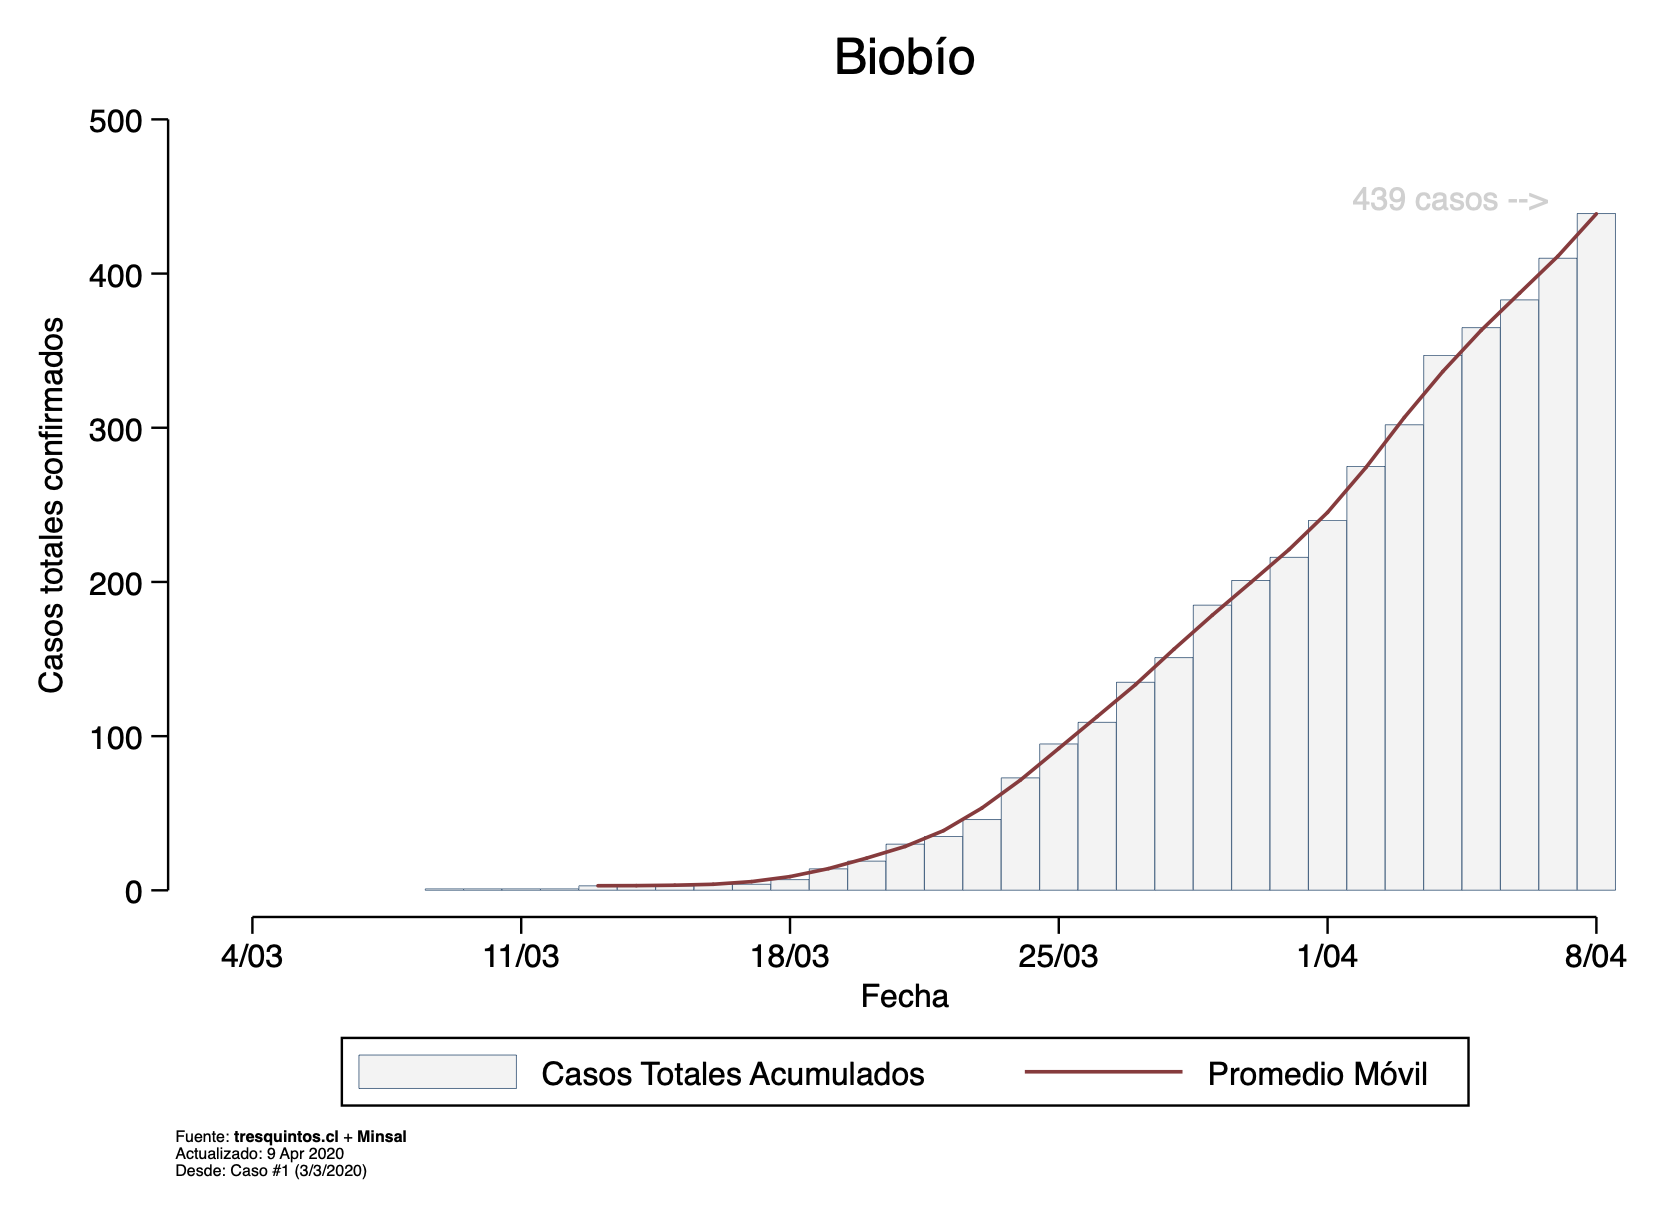 Biobío
500
439 casos -->
400
300
200
100
0
Casos totales confirmados
4/03 11/03 18/03 25/03 1/04 8/04
Fecha
Casos Totales Acumulados Promedio Móvil
Fuente: tresquintos.cl + Minsal
Actualizado: 9 Apr 2020
Desde: Caso #1 (3/3/2020)